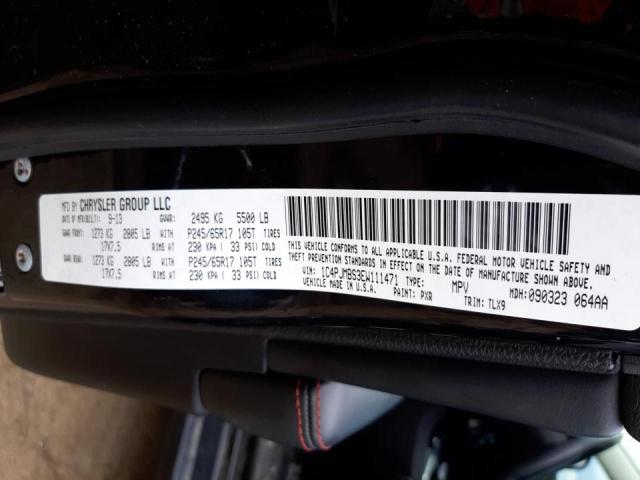 MFD BY CHRYSLER GROUP LLC
DATE OF MFR(BILT): 9-13 GVWR: 2495 KG 5500 LB
GAWR FRONT: 1273 KG 2805 LB WITH P245/65R17 105T TIRES
17X7.5 RIMS AT 230 KPA ( 33 PSI) COLD
GAWR REAR: 1273 KG 2805 LB WITH P245/65R17 105T TIRES
17X7.5 RIMS AT 230 KPA ( 33 PSI) COLD
THIS VEHICLE CONFORMS TO ALL APPLICABLE U.S.A. FEDERAL MOTOR VEHICLE SAFETY AND
THEFT PREVENTION STANDARDS IN EFFECT ON THE DATE OF MANUFACTURE SHOWN ABOVE.
VIN: 1C4PJMBS3EW111471 TYPE: MPV MDH:090323 064AA
PAINT: PXR TRIM: TLX9